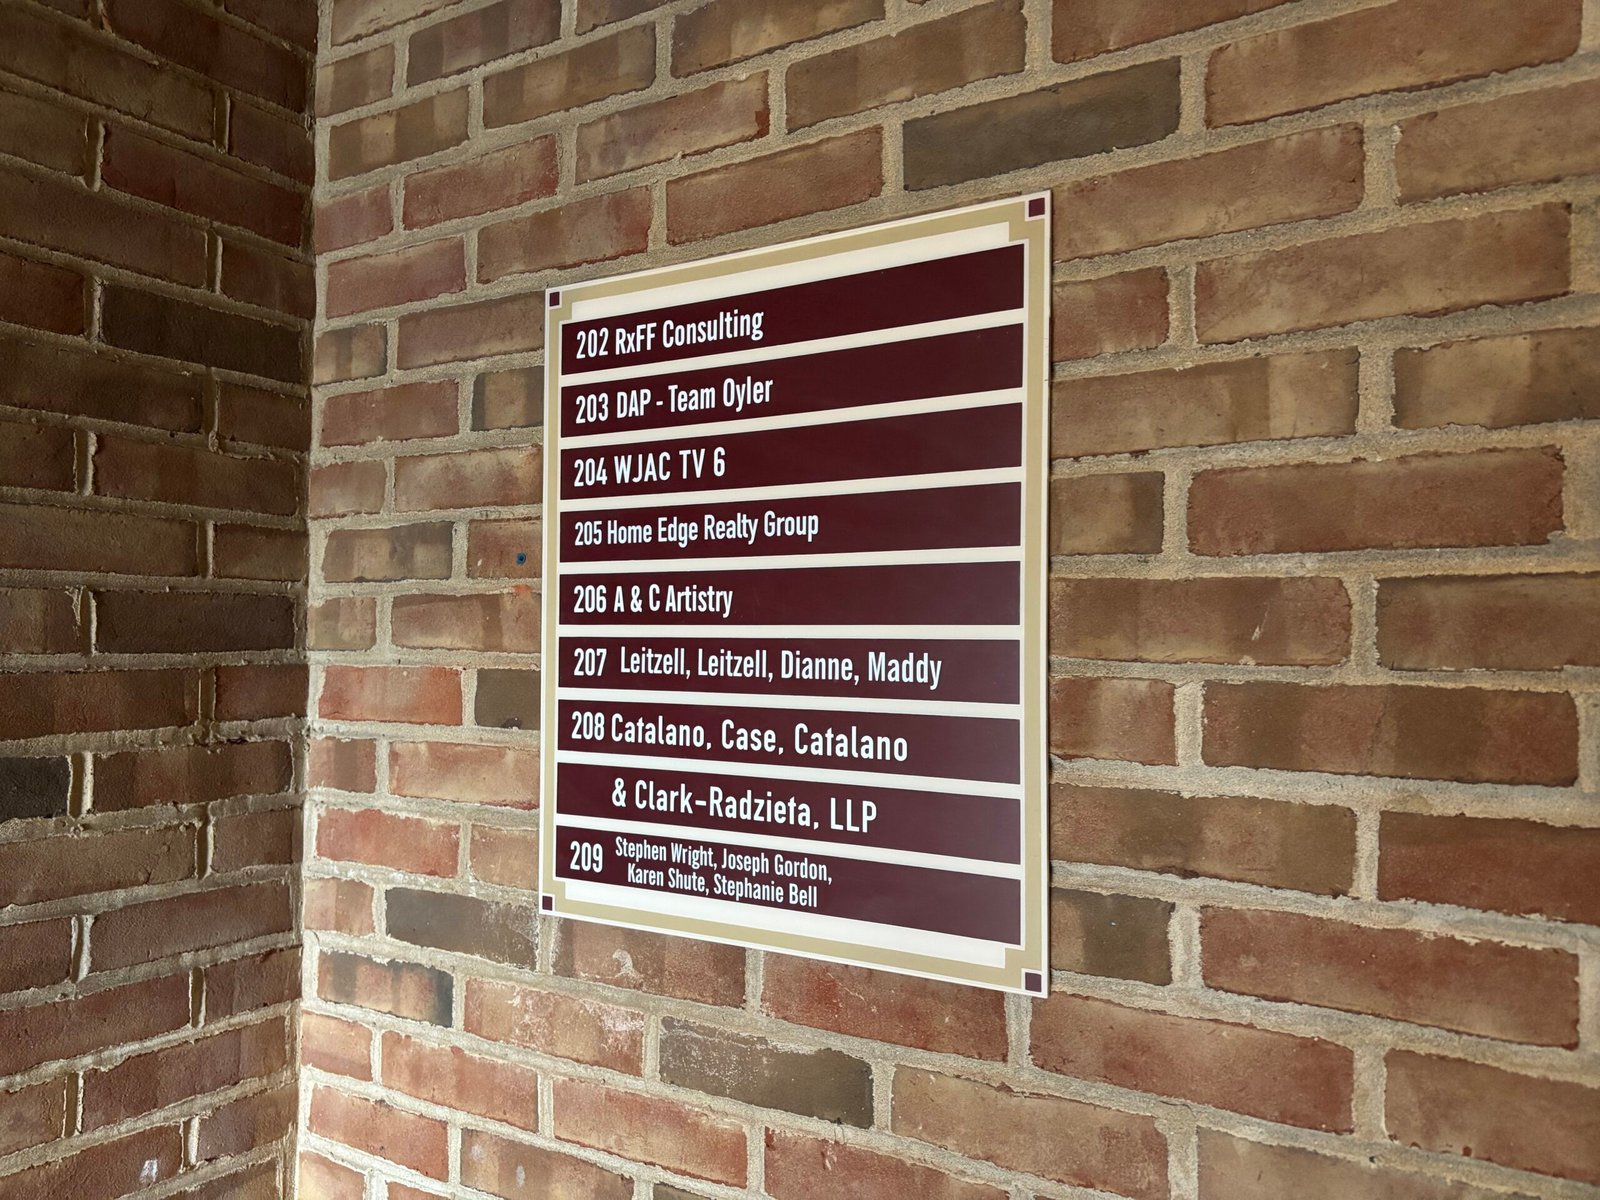 202 RxFF Consulting
203 DAP - Team Oyler
204 WJAC TV 6
205 Home Edge Realty Group
206 A & C Artistry
207 Leitzell, Leitzell, Dianne, Maddy
208 Catalano, Case, Catalano
& Clark-Radzieta, LLP
209 Stephen Wright, Joseph Gordon,
Karen Shute, Stephanie Bell